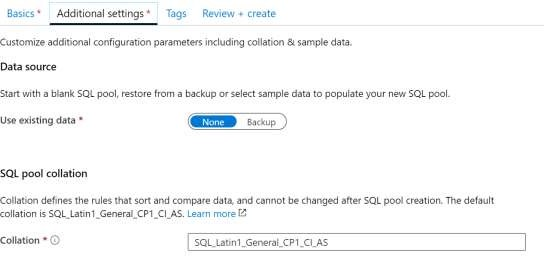 Basics * Additional settings * Tags Review + create
Customize additional configuration parameters including collation & sample data.
Data source
Start with a blank SQL pool, restore from a backup or select sample data to populate your new SQL pool.
Use existing data * None Backup
SQL pool collation
Collation defines the rules that sort and compare data, and cannot be changed after SQL pool creation. The default
collation is SQL_Latin1_General_CP1_CI_AS. Learn more
Collation * SQL_Latin1_General_CP1_CI_AS